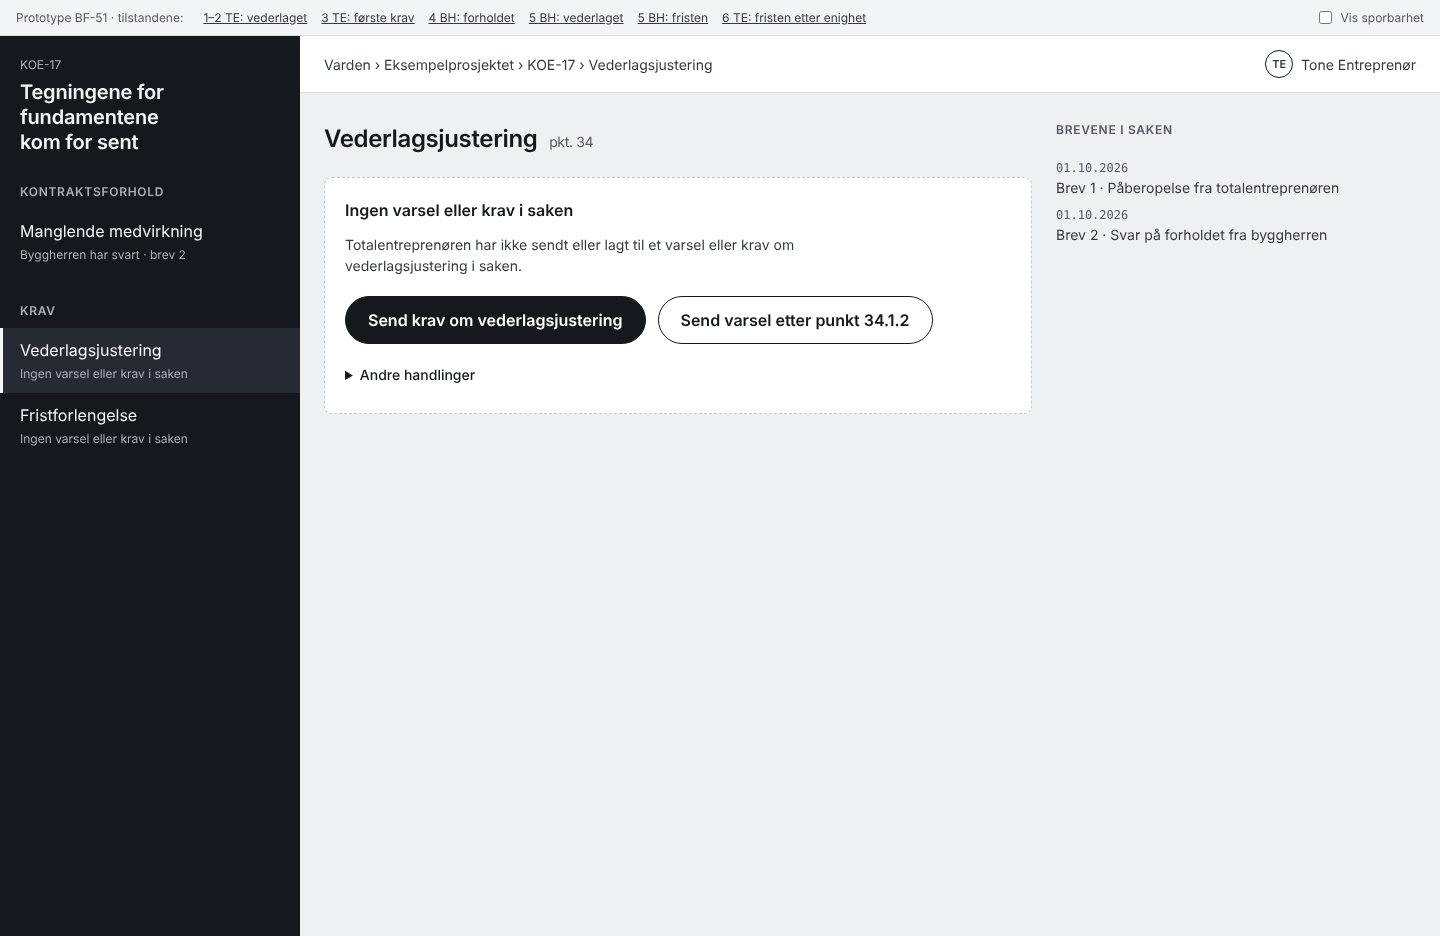 Prototype BF-51 · tilstandene: 1–2 TE: vederlaget 3 TE: første krav 4 BH: forholdet 5 BH: vederlaget 5 BH: fristen 6 TE: fristen etter enighet Vis sporbarhet
KOE-17
Tegningene for
fundamentene
kom for sent
KONTRAKTSFORHOLD
Manglende medvirkning
Byggherren har svart · brev 2
KRAV
Vederlagsjustering
Ingen varsel eller krav i saken
Fristforlengelse
Ingen varsel eller krav i saken
Varden › Eksempelprosjektet › KOE-17 › Vederlagsjustering
TE Tone Entreprenør
Vederlagsjustering pkt. 34
Ingen varsel eller krav i saken
Totalentreprenøren har ikke sendt eller lagt til et varsel eller krav om
vederlagsjustering i saken.
Send krav om vederlagsjustering Send varsel etter punkt 34.1.2
Andre handlinger
BREVENE I SAKEN
01.10.2026
Brev 1 · Påberopelse fra totalentreprenøren
01.10.2026
Brev 2 · Svar på forholdet fra byggherren